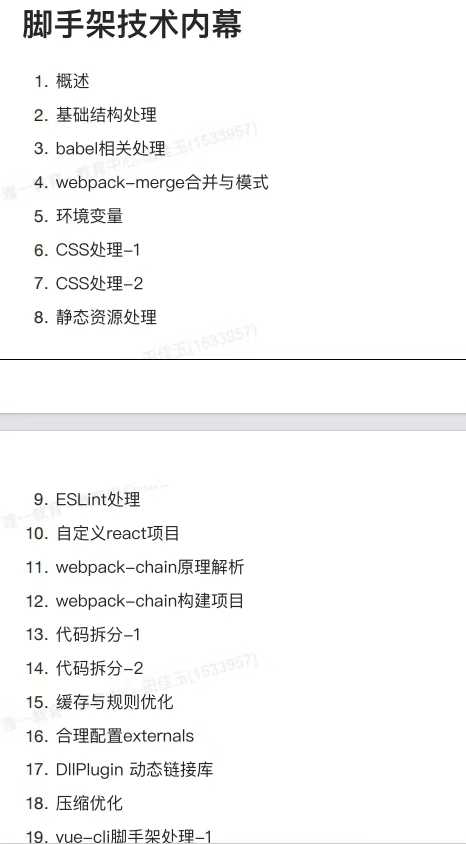 脚手架技术内幕
1. 概述
2. 基础结构处理
3. babel相关处理
4. webpack-merge合并与模式
5. 环境变量
6. CSS处理-1
7. CSS处理-2
8. 静态资源处理
9. ESLint处理
10. 自定义react项目
11. webpack-chain原理解析
12. webpack-chain构建项目
13. 代码拆分-1
14. 代码拆分-2
15. 缓存与规则优化
16. 合理配置externals
17. DllPlugin 动态链接库
18. 压缩优化
19. vue-cli脚手架处理-1